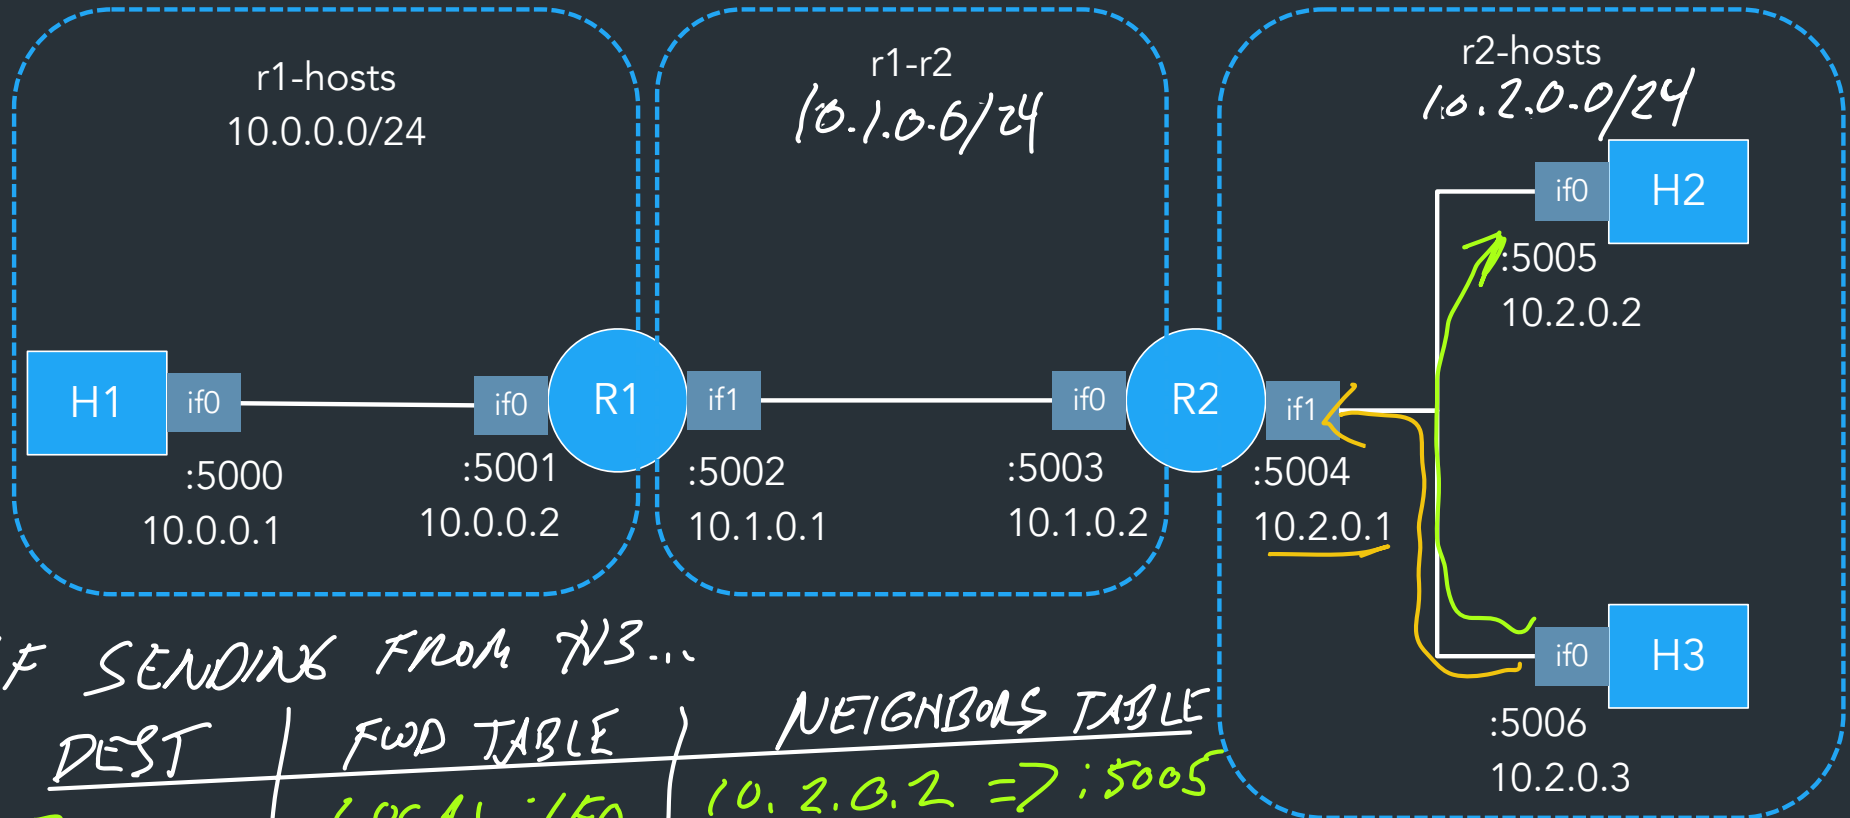 r1-hosts
10.0.0.0/24
r1-r2
10.1.0.0/24
r2-hosts
10.2.0.0/24
if0
H2
:5005
10.2.0.2
H1
if0
:5000
10.0.0.1
if0
R1
if1
:5001
10.0.0.2
:5002
10.1.0.1
if0
R2
if1
:5003
10.1.0.2
:5004
10.2.0.1
if0
H3
:5006
10.2.0.3
F SENDING FROM H3...
DEST
FWD TABLE
NEIGHBORS TABLE
LOCAL if0
10.2.0.2 => :5005